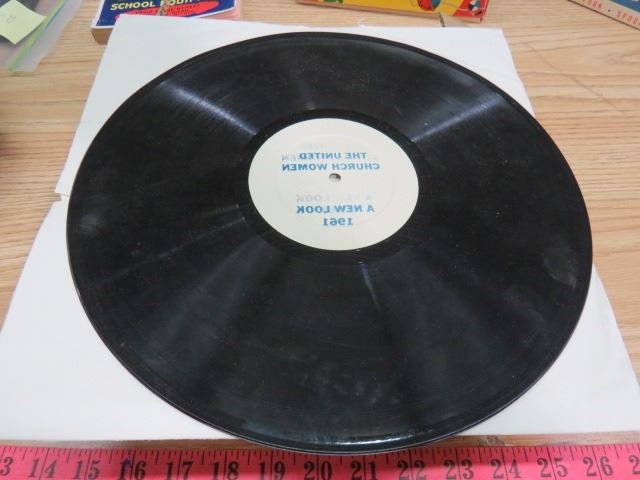 SCHOOL
THE UNITED
CHURCH WOMEN
A NEW LOOK
1961
13 14 15 16 17 18 19 20 21 22 23 24 25 26